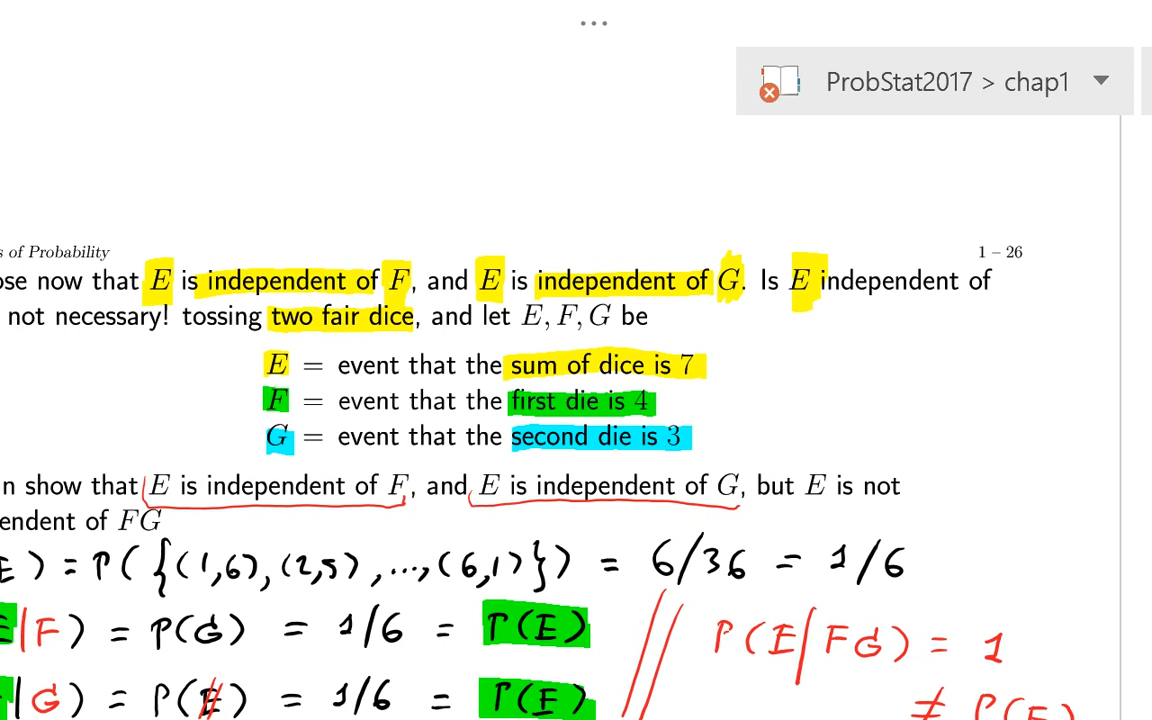 ...
ProbStat2017 > chap1
s of Probability 1 – 26
ose now that E is independent of F, and E is independent of G. Is E independent of
not necessary! tossing two fair dice, and let E, F, G be
E = event that the sum of dice is 7
F = event that the first die is 4
G = event that the second die is 3
n show that E is independent of F, and E is independent of G, but E is not
endent of FG
E) = P({(1,6),(2,5),...,(6,1)}) = 6/36 = 1/6
E|F) = P(G) = 1/6 = P(E) // P(E/FG) = 1
|G) = P(E) = 1/6 = P(E) ≠ P(E)